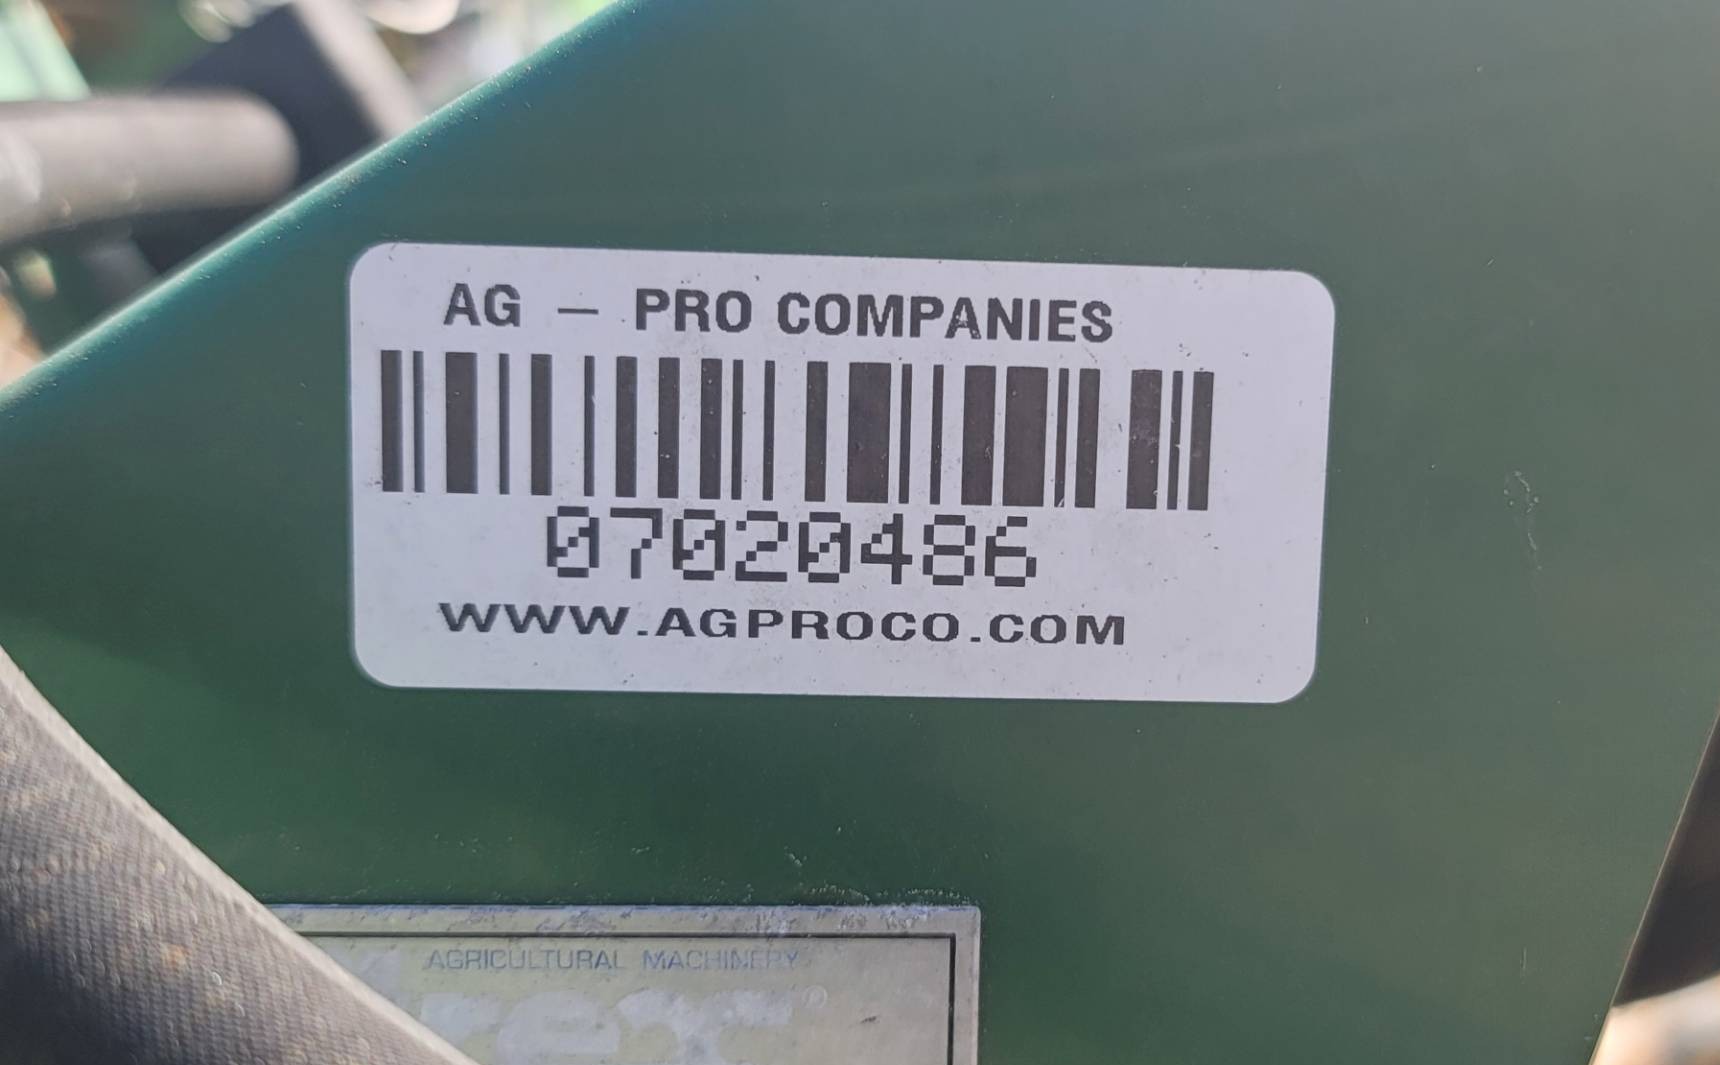 AG - PRO COMPANIES
07020486
WWW.AGPROCO.COM
AGRICULTURAL MACHINERY